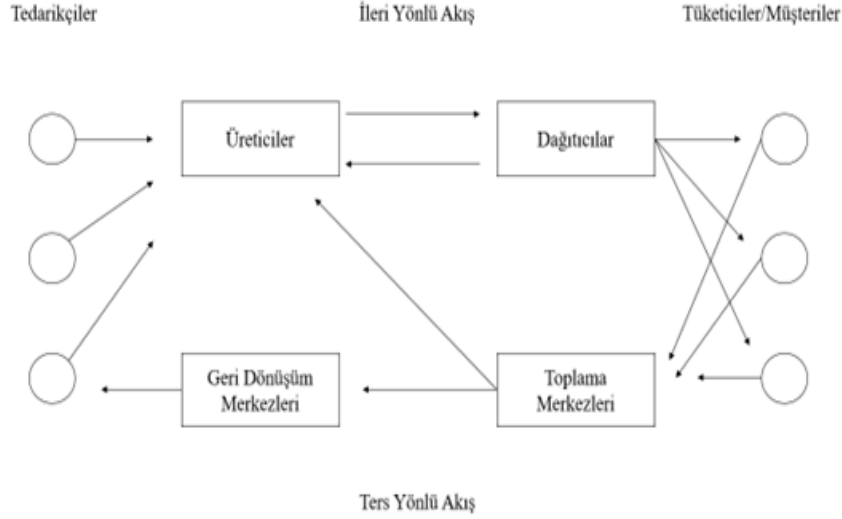 Tedarikçiler
İleri Yönlü Akış
Tüketiciler/Müşteriler
Üreticiler
Dağıtıcılar
Geri Dönüşüm
Merkezleri
Toplama
Merkezleri
Ters Yönlü Akış